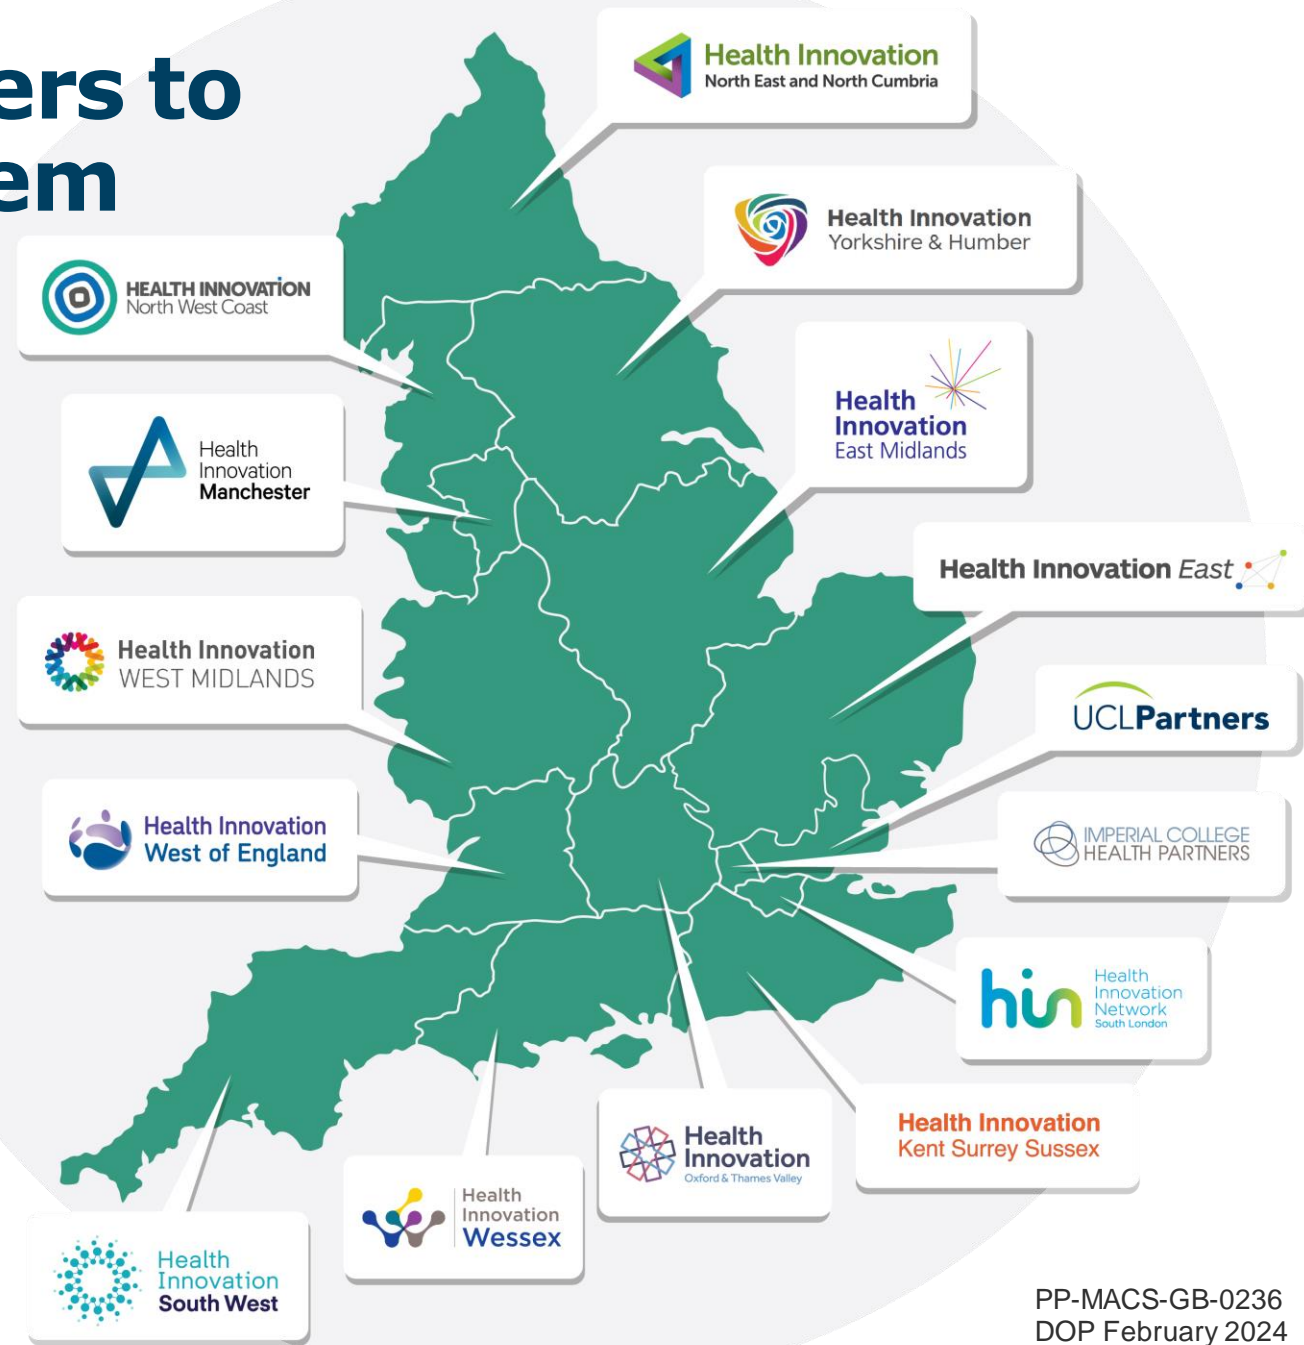 ers to
em
Health Innovation
North East and North Cumbria
Health Innovation
Yorkshire & Humber
HEALTH INNOVATION
North West Coast
Health
Innovation
East Midlands
Health
Innovation
Manchester
Health Innovation East
Health Innovation
WEST MIDLANDS
UCLPartners
Health Innovation
West of England
IMPERIAL COLLEGE
HEALTH PARTNERS
hin
Health
Innovation
Network
South London
Health Innovation
Kent Surrey Sussex
Health
Innovation
Oxford & Thames Valley
Health
Innovation
Wessex
Health
Innovation
South West
PP-MACS-GB-0236
DOP February 2024